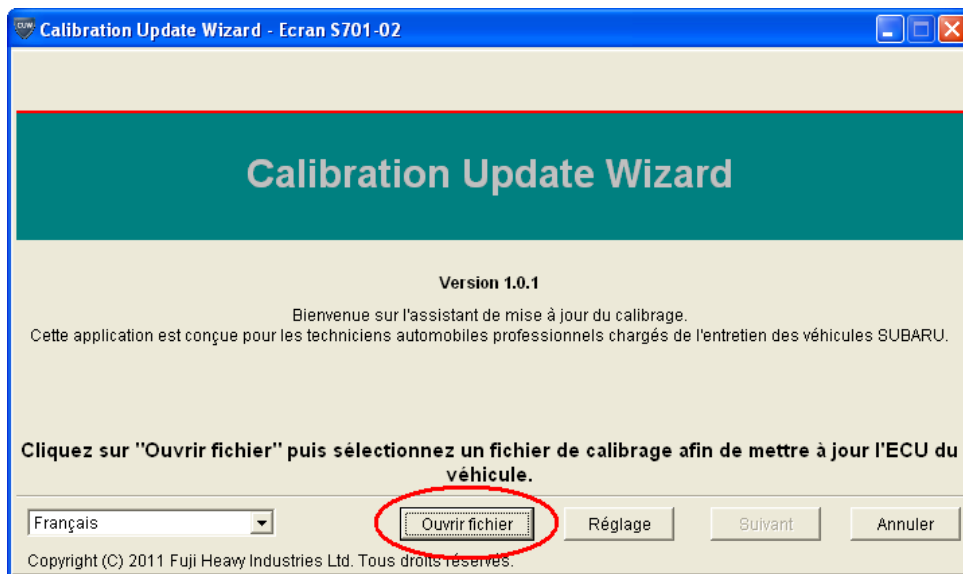 CUW
Calibration Update Wizard - Ecran S701-02
Calibration Update Wizard
Version 1.0.1
Bienvenue sur l'assistant de mise à jour du calibrage.
Cette application est conçue pour les techniciens automobiles professionnels chargés de l'entretien des véhicules SUBARU.
Cliquez sur "Ouvrir fichier" puis sélectionnez un fichier de calibrage afin de mettre à jour l'ECU du
véhicule.
Français Ouvrir fichier Réglage Suivant Annuler
Copyright (C) 2011 Fuji Heavy Industries Ltd. Tous droits réservés.